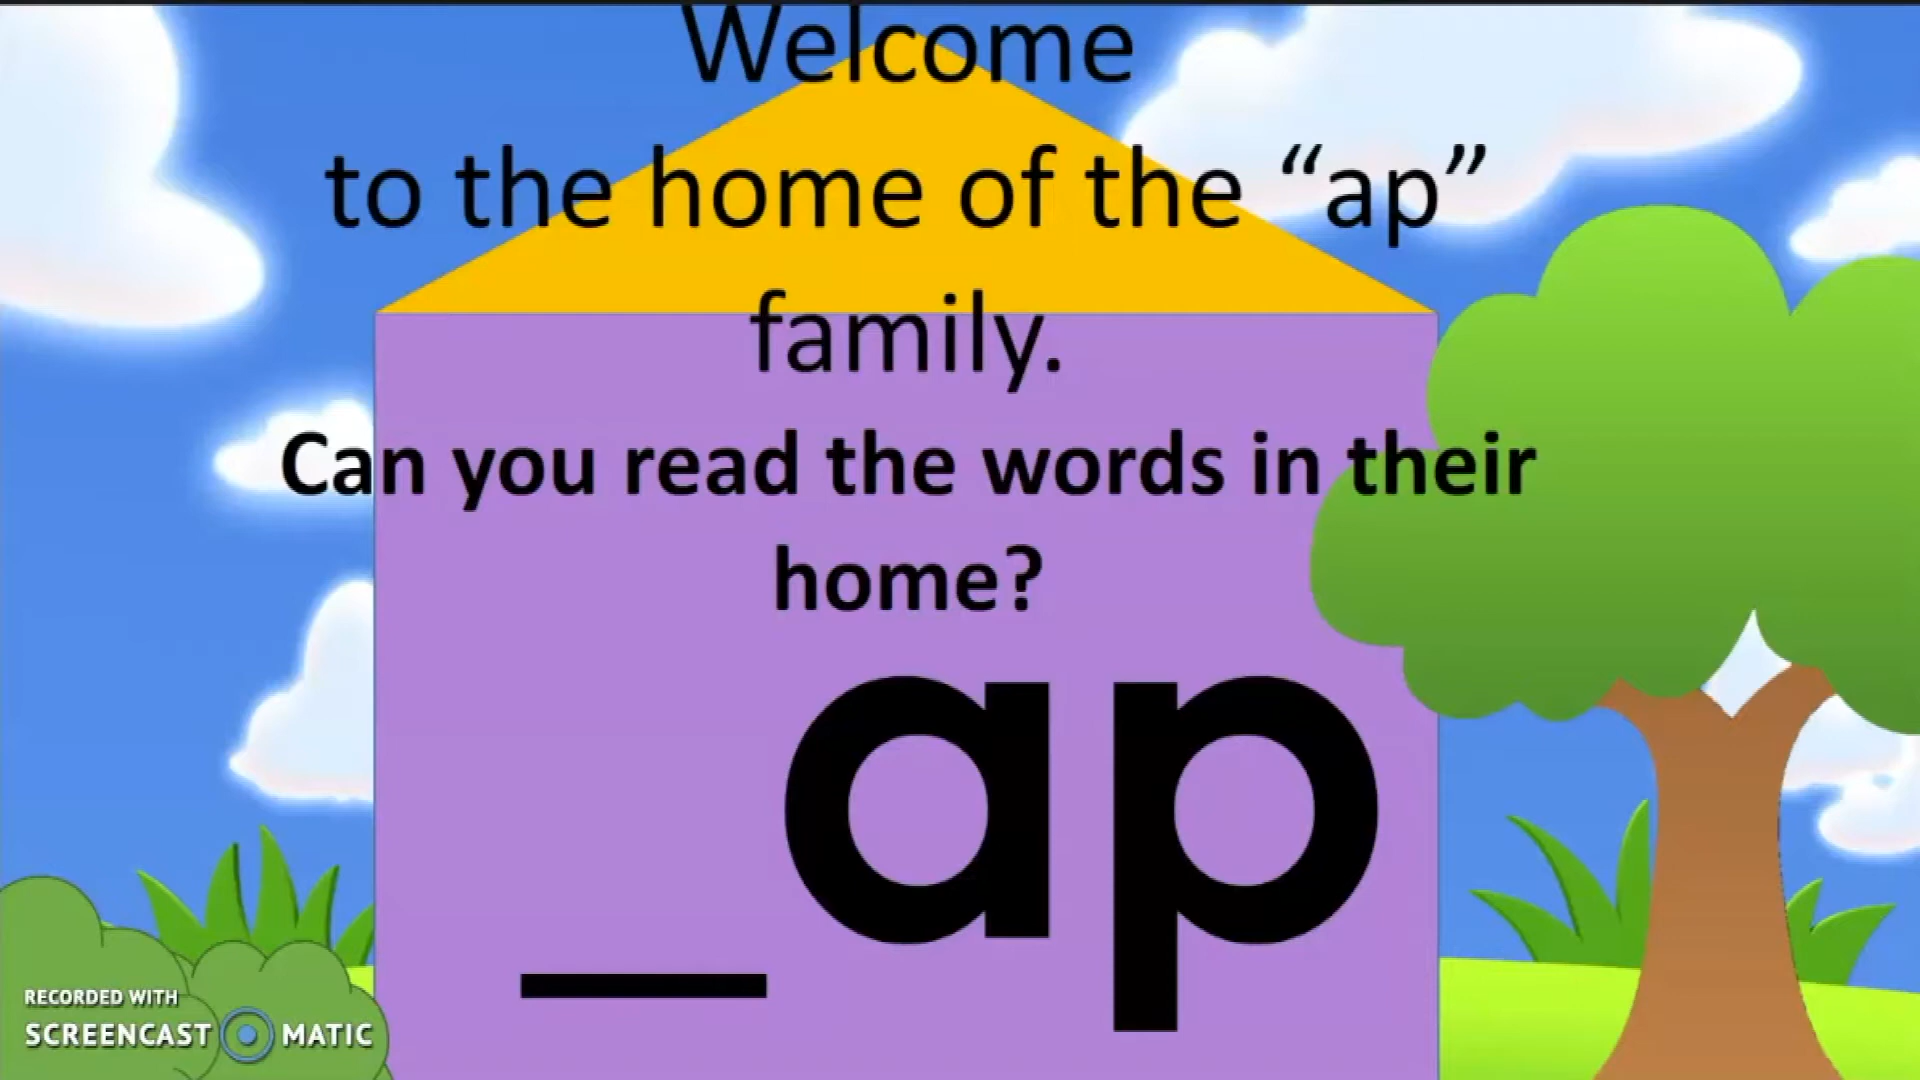 Welcome
to the home of the “ap”
family.
Can you read the words in their
home?
_ap
RECORDED WITH
SCREENCAST MATIC